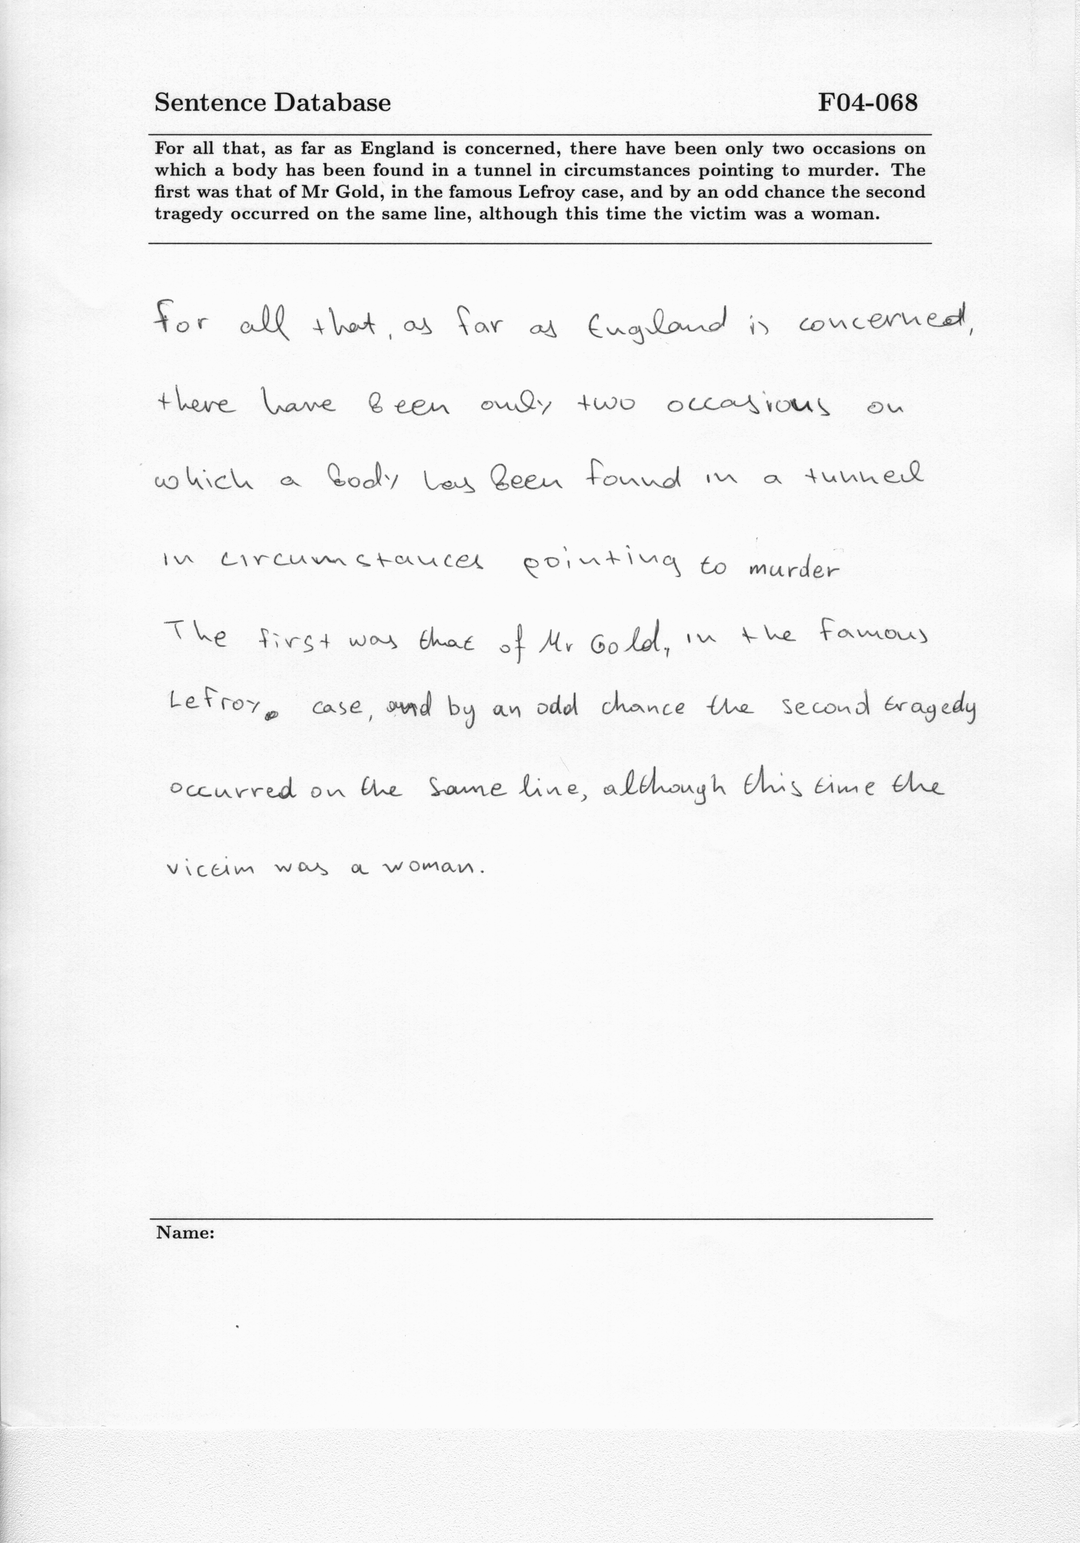 Sentence Database F04-068
For all that, as far as England is concerned, there have been only two occasions on
which a body has been found in a tunnel in circumstances pointing to murder. The
first was that of Mr Gold, in the famous Lefroy case, and by an odd chance the second
tragedy occurred on the same line, although this time the victim was a woman.
For all that, as far as England is concerned,
there have been only two occasions on
which a body has been found in a tunnel
in circumstances pointing to murder
The first was that of Mr Gold, in the famous
Lefroy, case, and by an odd chance the second tragedy
occurred on the same line, although this time the
victim was a woman.
Name: